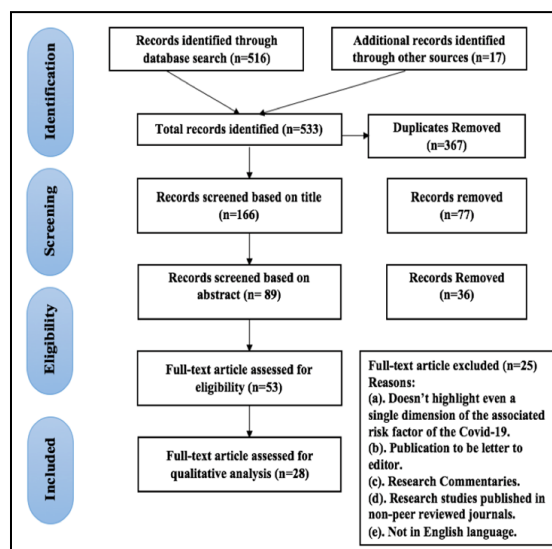 Identification
Records identified through
database search (n=516)
Additional records identified
through other sources (n=17)
Total records identified (n=533)
Duplicates Removed
(n=367)
Screening
Records screened based on title
(n=166)
Records removed
(n=77)
Records screened based on
abstract (n= 89)
Records Removed
(n=36)
Eligibility
Full-text article assessed for
eligibility (n=53)
Full-text article excluded (n=25)
Reasons:
(a). Doesn't highlight even a
single dimension of the associated
risk factor of the Covid-19.
(b). Publication to be letter to
editor.
(c). Research Commentaries.
(d). Research studies published in
non-peer reviewed journals.
(e). Not in English language.
Included
Full-text article assessed for
qualitative analysis (n=28)